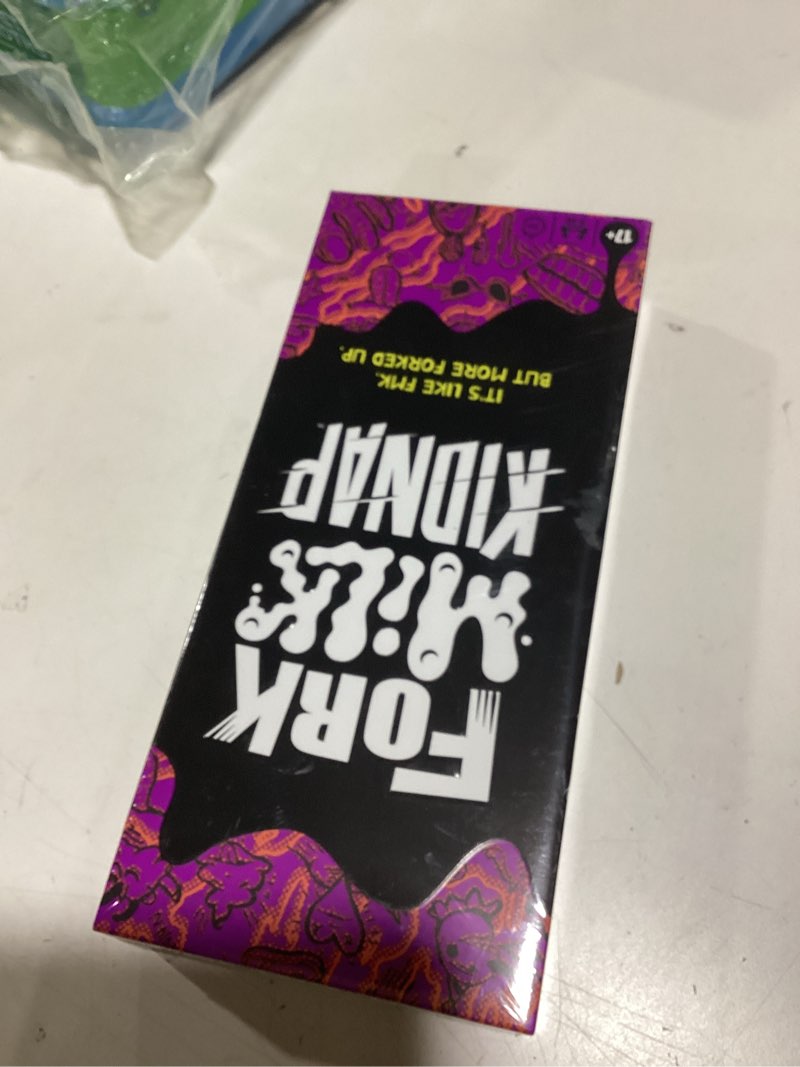 FORK
MiLK
KIDNAP
IT'S LIKE FMK.
BUT MORE FORKED UP.
17+